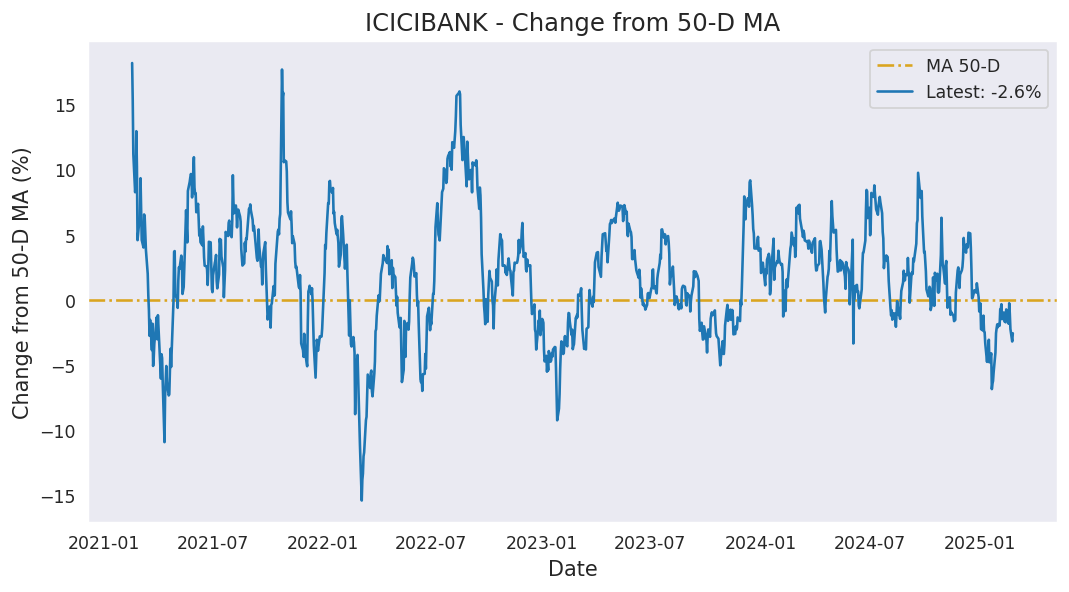 ICICIBANK - Change from 50-D MA
MA 50-D
Latest: -2.6%
Change from 50-D MA (%)
15
10
5
0
−5
−10
−15
2021-01 2021-07 2022-01 2022-07 2023-01 2023-07 2024-01 2024-07 2025-01
Date